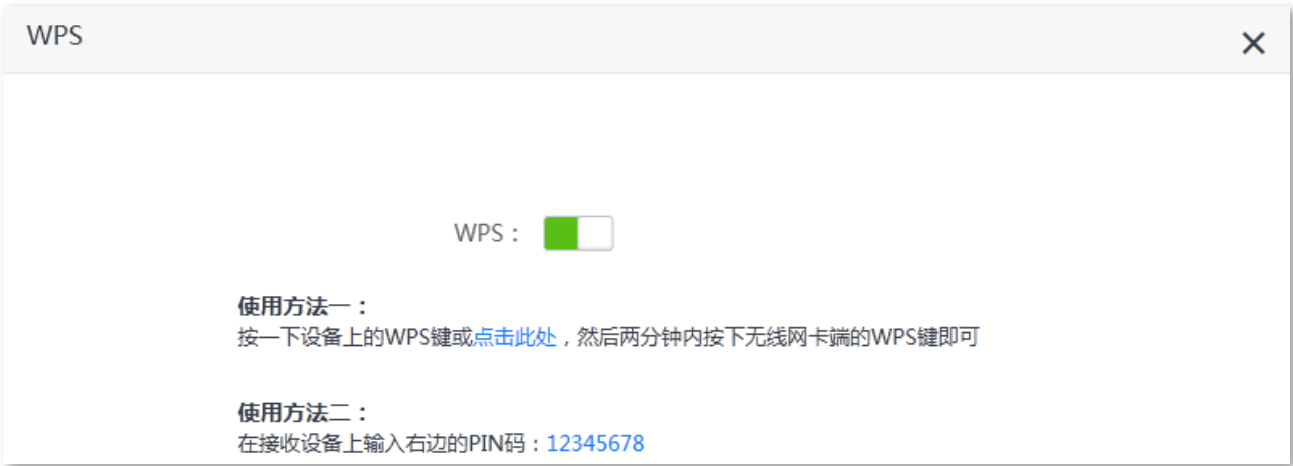 WPS
WPS：
使用方法一：
按一下设备上的WPS键或点击此处，然后两分钟内按下无线网卡端的WPS键即可
使用方法二：
在接收设备上输入右边的PIN码：12345678